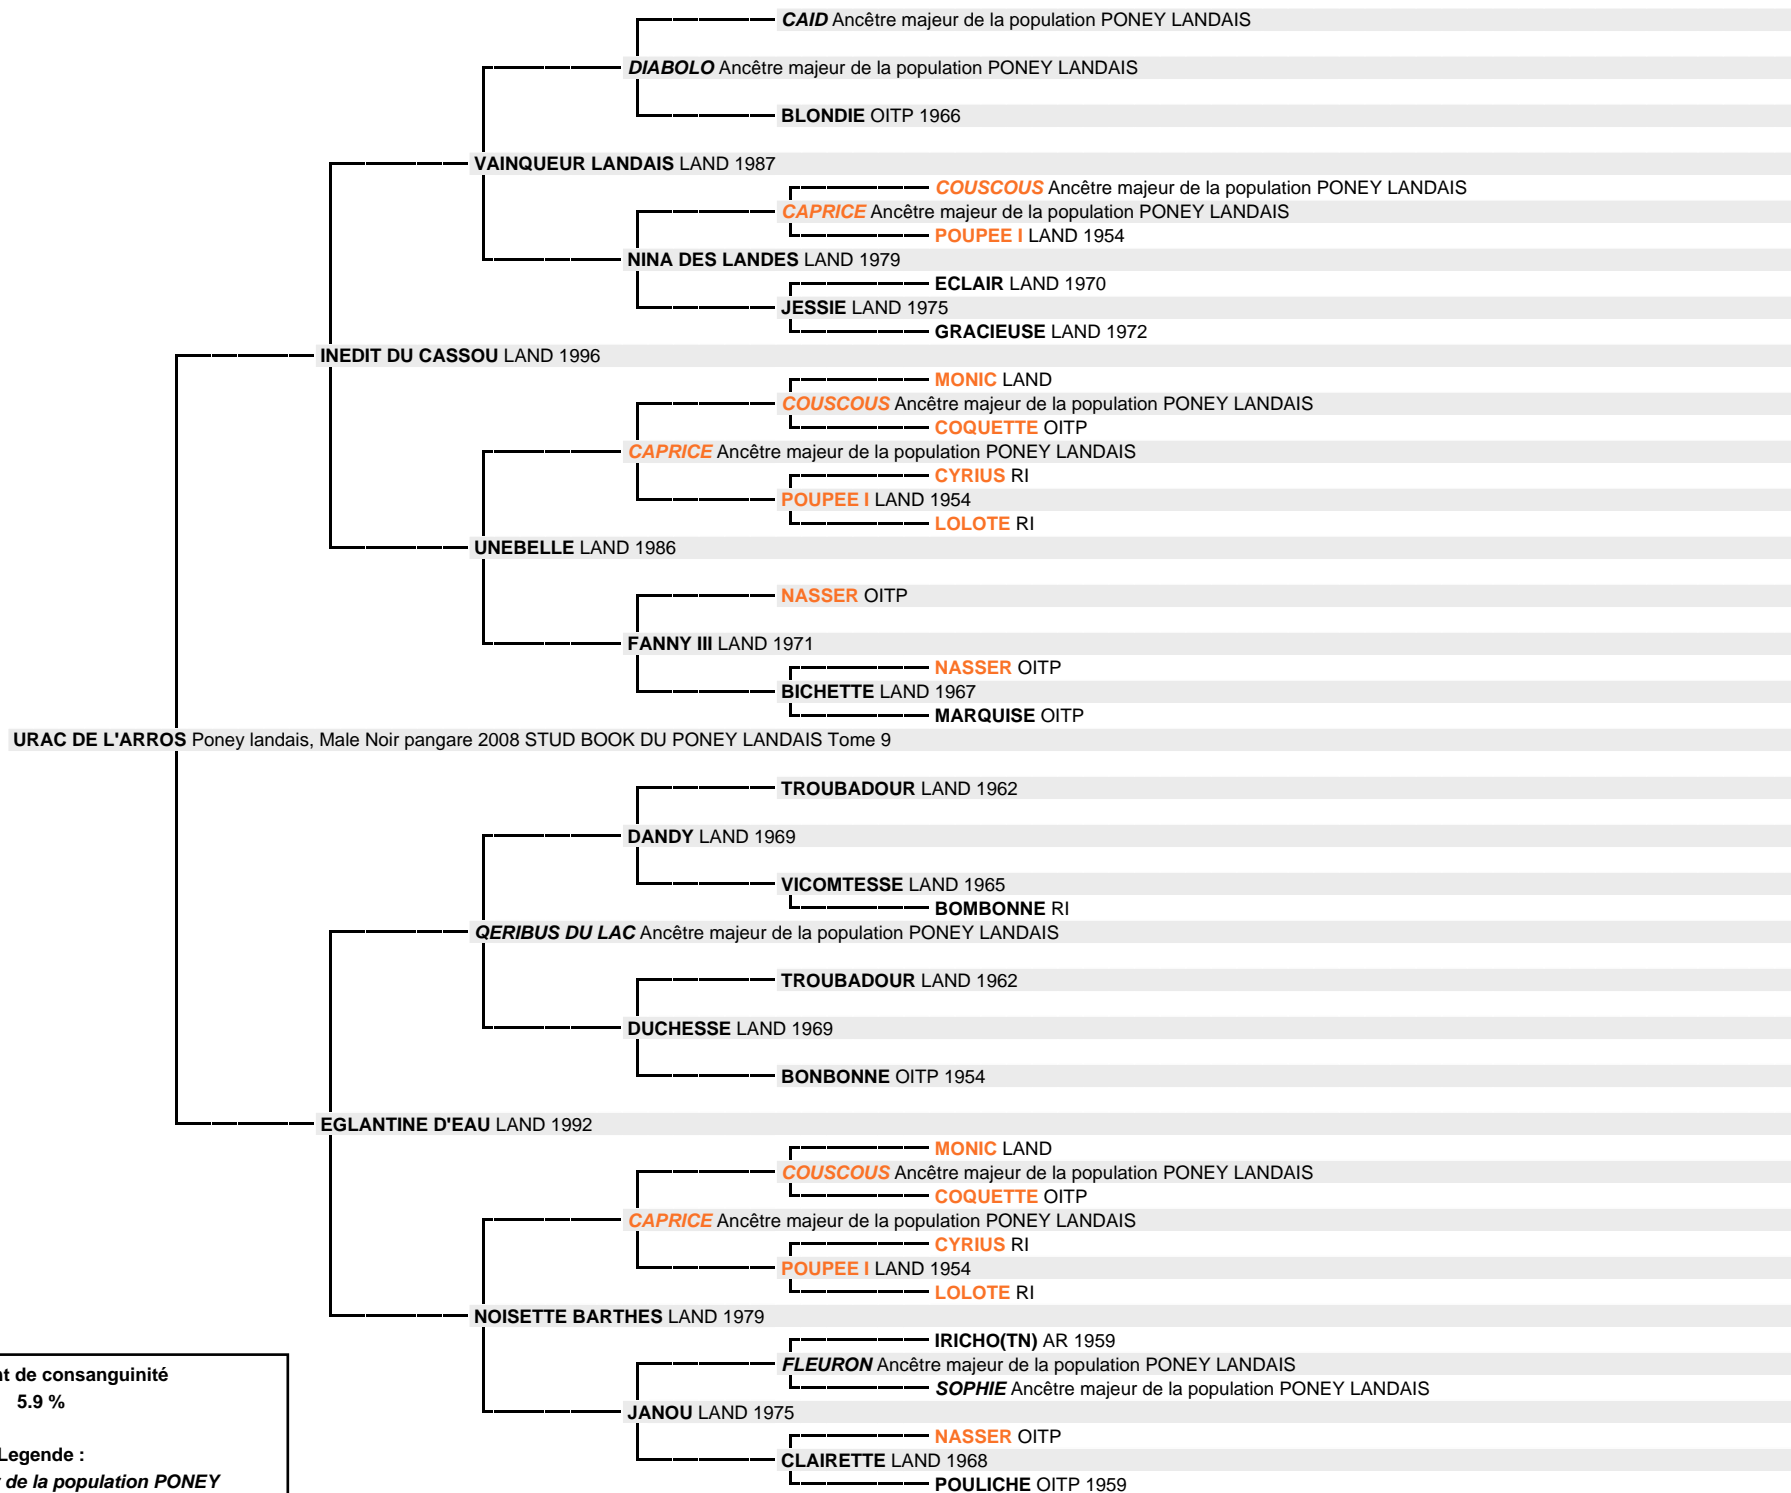 CAID Ancêtre majeur de la population PONEY LANDAIS
DIABOLO Ancêtre majeur de la population PONEY LANDAIS
BLONDIE OITP 1966
VAINQUEUR LANDAIS LAND 1987
COUSCOUS Ancêtre majeur de la population PONEY LANDAIS
CAPRICE Ancêtre majeur de la population PONEY LANDAIS
POUPEE I LAND 1954
NINA DES LANDES LAND 1979
ECLAIR LAND 1970
JESSIE LAND 1975
GRACIEUSE LAND 1972
INEDIT DU CASSOU LAND 1996
MONIC LAND
COUSCOUS Ancêtre majeur de la population PONEY LANDAIS
COQUETTE OITP
CAPRICE Ancêtre majeur de la population PONEY LANDAIS
CYRIUS RI
POUPEE I LAND 1954
LOLOTE RI
UNEBELLE LAND 1986
NASSER OITP
FANNY III LAND 1971
NASSER OITP
BICHETTE LAND 1967
MARQUISE OITP
URAC DE L'ARROS Poney landais, Male Noir pangare 2008 STUD BOOK DU PONEY LANDAIS Tome 9
TROUBADOUR LAND 1962
DANDY LAND 1969
VICOMTESSE LAND 1965
BOMBONNE RI
QERIBUS DU LAC Ancêtre majeur de la population PONEY LANDAIS
TROUBADOUR LAND 1962
DUCHESSE LAND 1969
BONBONNE OITP 1954
EGLANTINE D'EAU LAND 1992
MONIC LAND
COUSCOUS Ancêtre majeur de la population PONEY LANDAIS
COQUETTE OITP
CAPRICE Ancêtre majeur de la population PONEY LANDAIS
CYRIUS RI
POUPEE I LAND 1954
LOLOTE RI
NOISETTE BARTHES LAND 1979
IRICHO(TN) AR 1959
FLEURON Ancêtre majeur de la population PONEY LANDAIS
SOPHIE Ancêtre majeur de la population PONEY LANDAIS
JANOU LAND 1975
NASSER OITP
CLAIRETTE LAND 1968
POULICHE OITP 1959
de consanguinité
5.9 %
Legende :
de la population PONEY